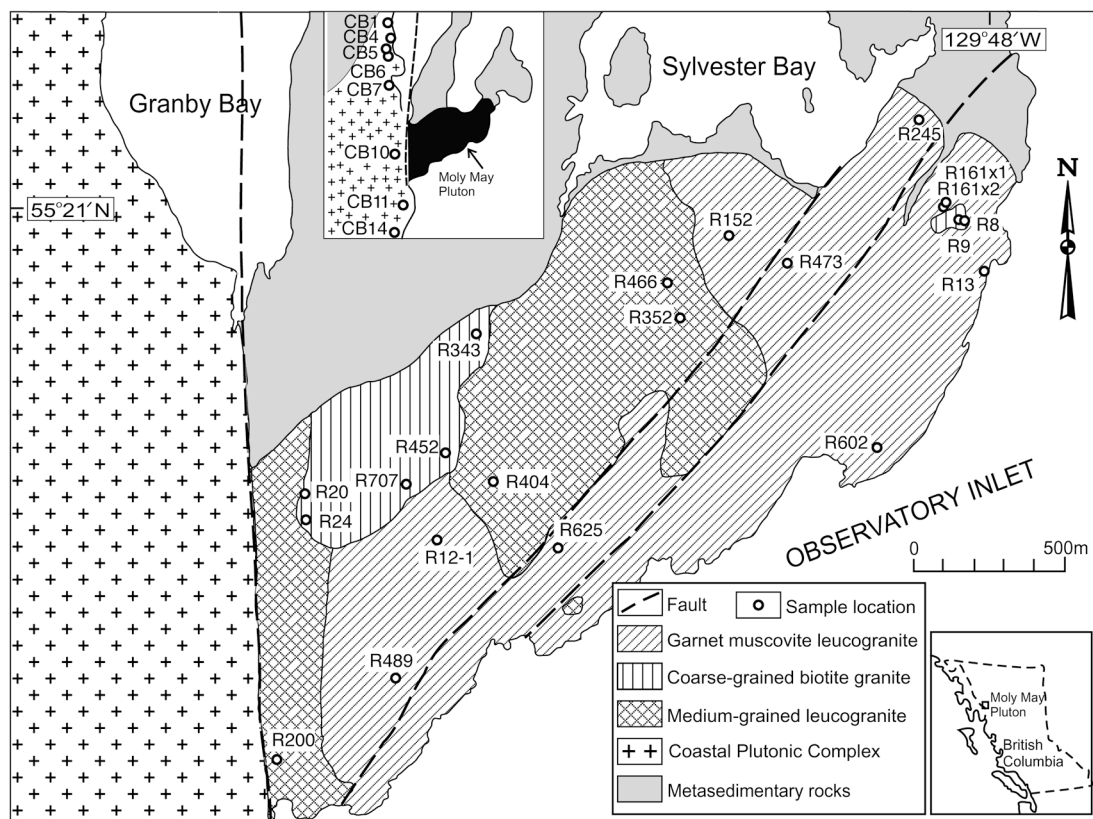 CB1
CB4
CB5
CB6
CB7
CB10
CB11
CB14
Moly May
Pluton
Granby Bay
Sylvester Bay
129°48′W
55°21′N
N
R245
R161x1
R161x2
R8
R9
R13
R152
R473
R466
R352
R343
R452
R707
R404
R602
R20
R24
R12-1
R625
R489
R200
OBSERVATORY INLET
0 500m
Fault
Sample location
Garnet muscovite leucogranite
Coarse-grained biotite granite
Medium-grained leucogranite
Coastal Plutonic Complex
Metasedimentary rocks
Moly May
Pluton
British
Columbia